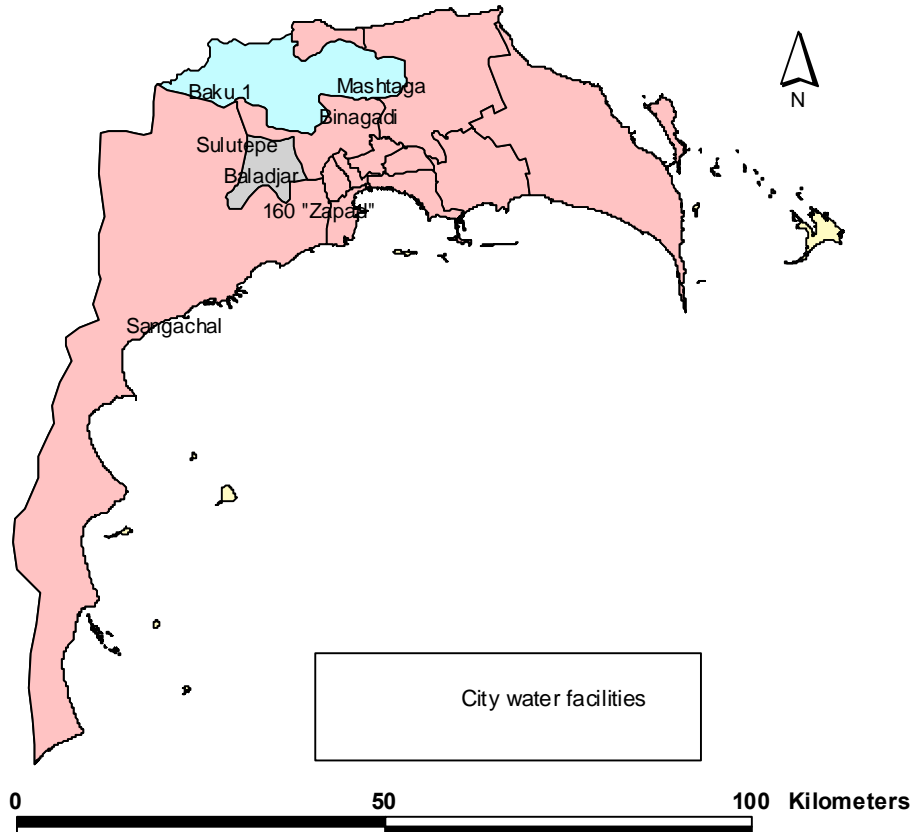 N
Baku 1
Mashtaga
Binagadi
Sulutepe
Baladjar
160 "Zapad"
Sangachal
City water facilities
0 50 100 Kilometers